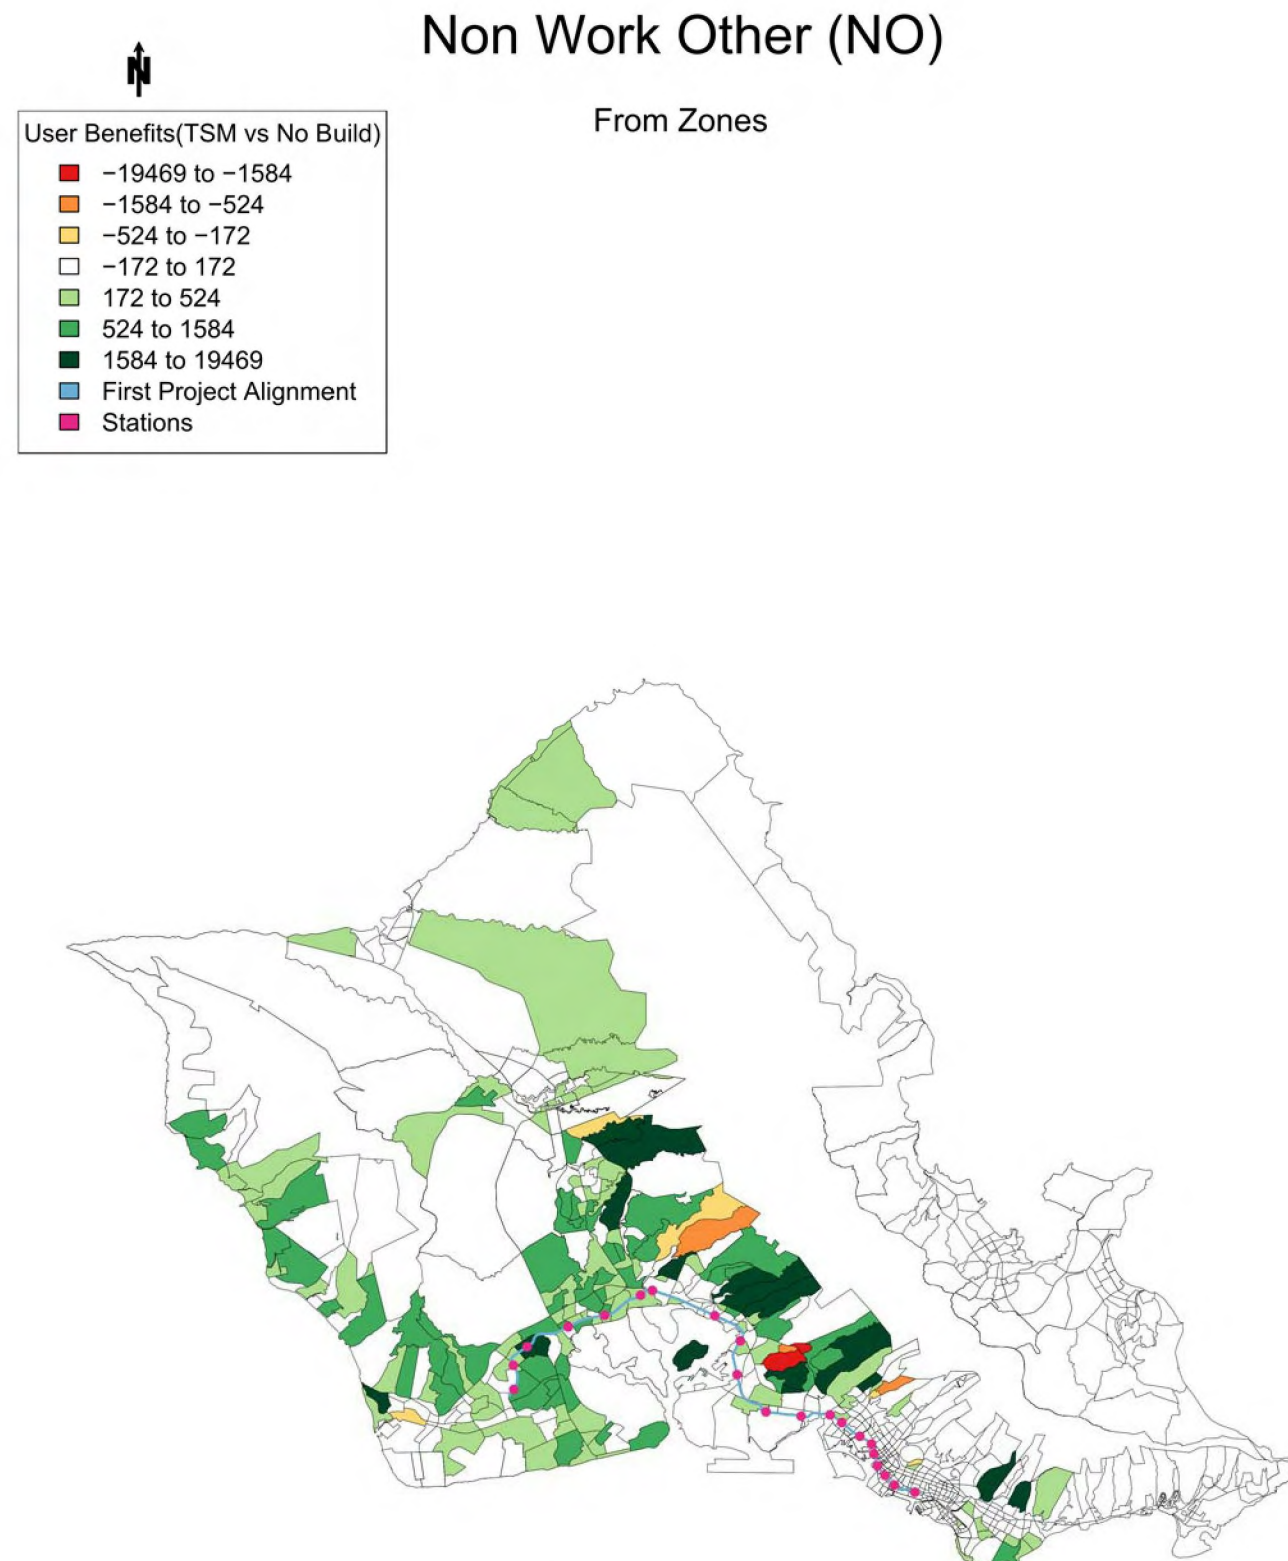 Non Work Other (NO)
N
From Zones
User Benefits(TSM vs No Build)
−19469 to −1584
−1584 to −524
−524 to −172
−172 to 172
172 to 524
524 to 1584
1584 to 19469
First Project Alignment
Stations